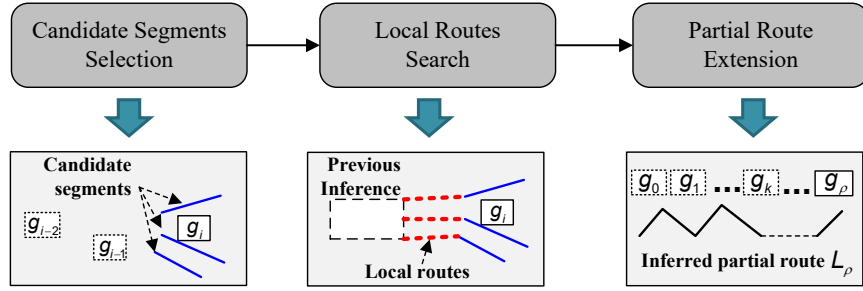 Candidate Segments
Selection
Local Routes
Search
Partial Route
Extension
Candidate
segments
g_{i-2}
g_{i-1}
g_i
Previous
Inference
g_i
Local routes
g_0 g_1 ... g_k ... g_ρ
Inferred partial route L_ρ